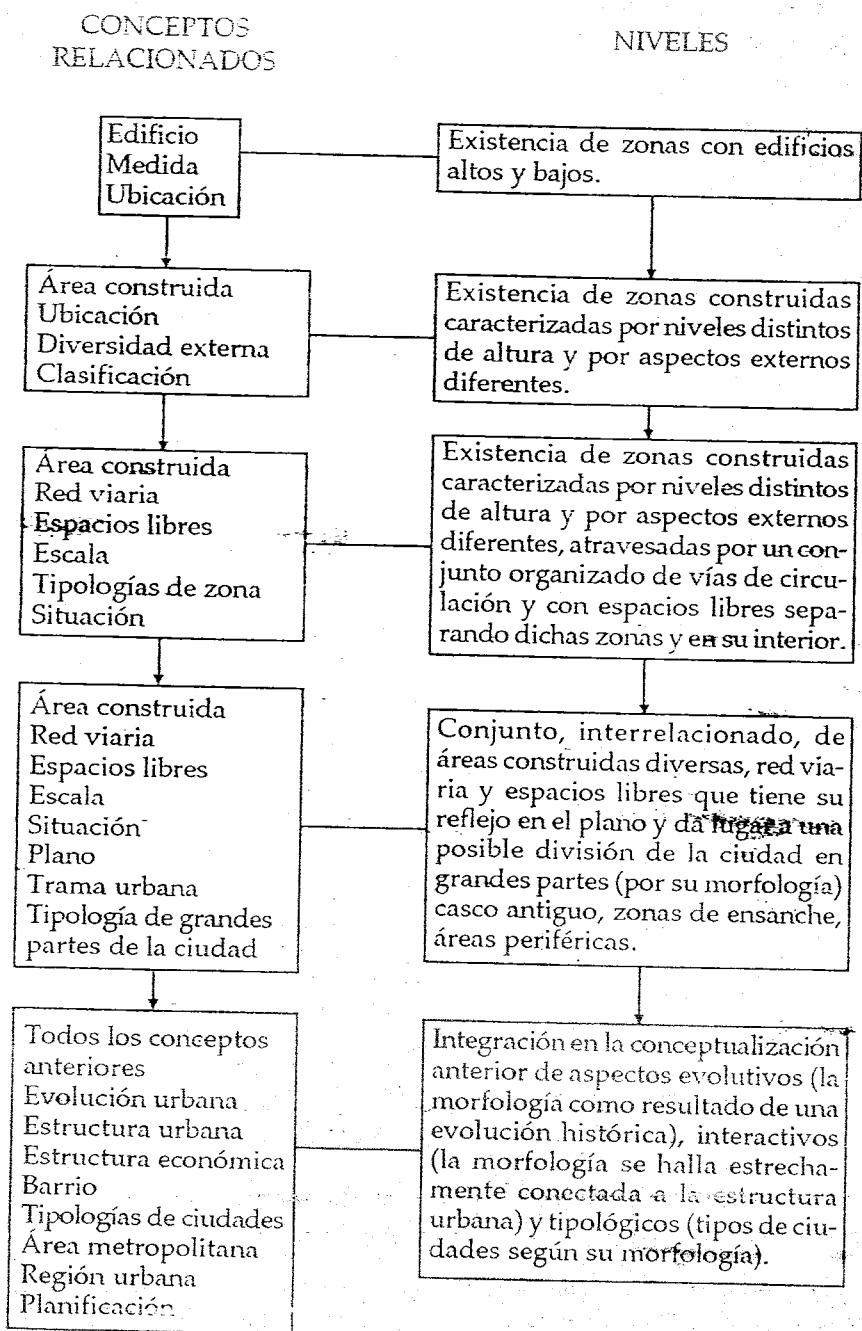 CONCEPTOS
RELACIONADOS
NIVELES
Edificio
Medida
Ubicación
Existencia de zonas con edificios
altos y bajos.
Área construida
Ubicación
Diversidad externa
Clasificación
Existencia de zonas construidas
caracterizadas por niveles distintos
de altura y por aspectos externos
diferentes.
Área construida
Red viaria
Espacios libres
Escala
Tipologías de zona
Situación
Existencia de zonas construidas
caracterizadas por niveles distintos
de altura y por aspectos externos
diferentes, atravesadas por un con-
junto organizado de vías de circu-
lación y con espacios libres sepa-
rando dichas zonas y en su interior.
Área construida
Red viaria
Espacios libres
Escala
Situación
Plano
Trama urbana
Tipología de grandes
partes de la ciudad
Conjunto, interrelacionado, de
áreas construidas diversas, red via-
ria y espacios libres que tiene su
reflejo en el plano y da lugar a una
posible división de la ciudad en
grandes partes (por su morfología)
casco antiguo, zonas de ensanche,
áreas periféricas.
Todos los conceptos
anteriores
Evolución urbana
Estructura urbana
Estructura económica
Barrio
Tipologías de ciudades
Área metropolitana
Región urbana
Planificación
Integración en la conceptualización
anterior de aspectos evolutivos (la
morfología como resultado de una
evolución histórica), interactivos
(la morfología se halla estrecha-
mente conectada a la estructura
urbana) y tipológicos (tipos de ciu-
dades según su morfología).